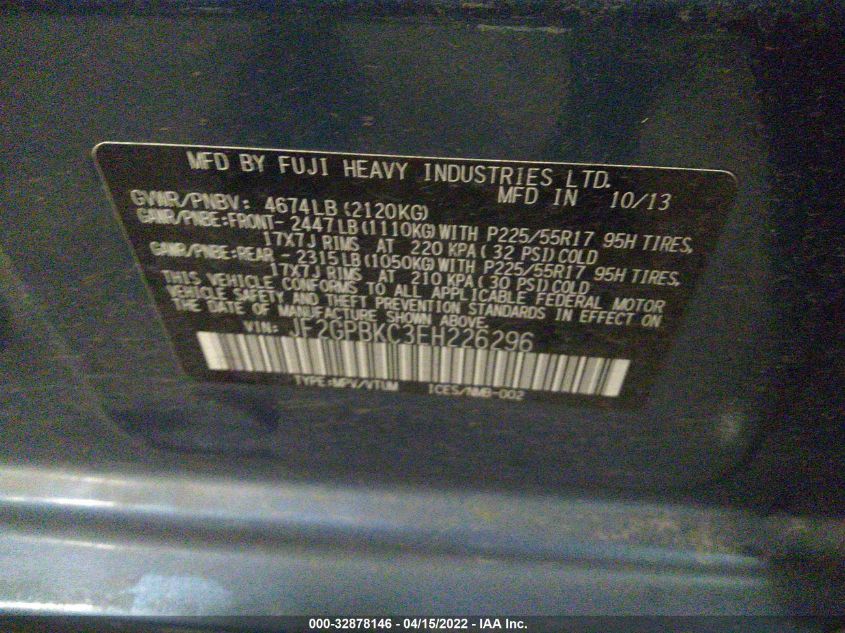 MFD BY FUJI HEAVY INDUSTRIES LTD.
MFD IN 10/13
GVWR/PNBV: 4674LB(2120KG)
GAWR/PNBE:FRONT- 2447LB(1110KG)WITH P225/55R17 95H TIRES,
17X7J RIMS AT 220 KPA(32 PSI)COLD
GAWR/PNBE:REAR - 2315LB(1050KG)WITH P225/55R17 95H TIRES,
17X7J RIMS AT 210 KPA(30 PSI)COLD
THIS VEHICLE CONFORMS TO ALL APPLICABLE FEDERAL MOTOR
VEHICLE SAFETY AND THEFT PREVENTION STANDARDS IN EFFECT ON
THE DATE OF MANUFACTURE SHOWN ABOVE.
VIN: JF2GPBKC3EH226296
TYPE:MPV/VTUM ICES/NMB-002
000-32878146 - 04/15/2022 - IAA Inc.